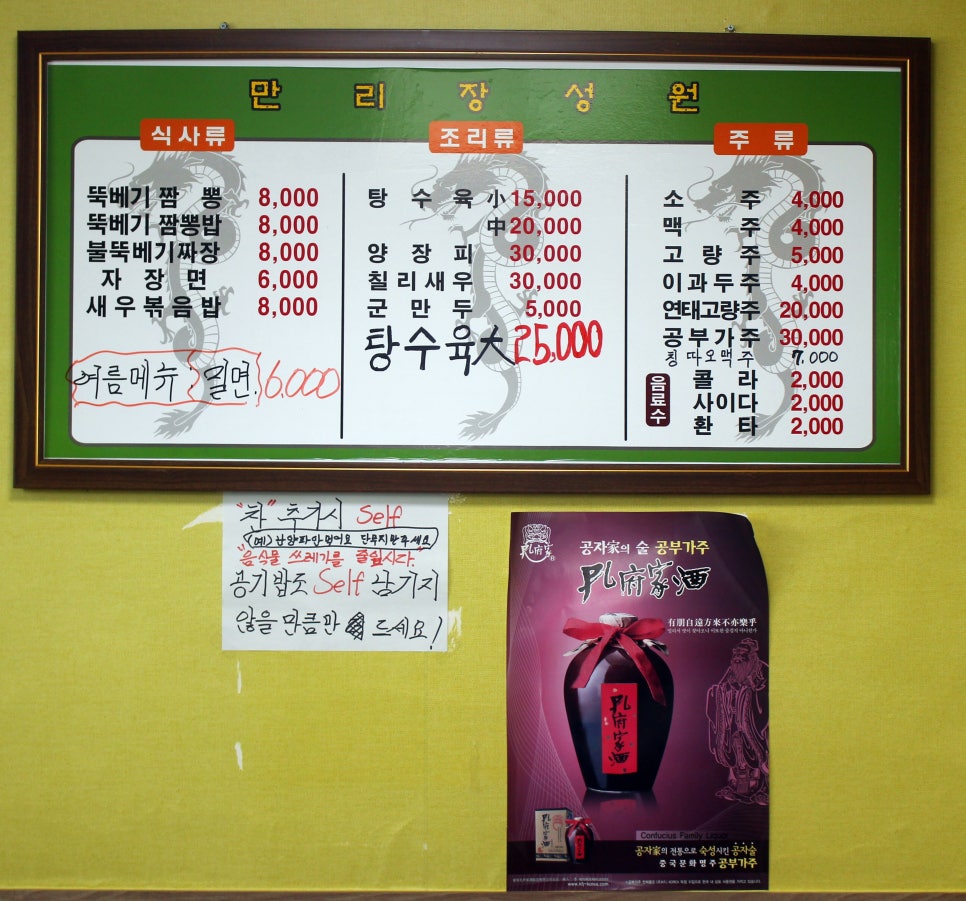 만리장성원
식사류
뚝베기짬뽕 8,000
뚝베기짬뽕밥 8,000
불뚝베기짜장 8,000
자장면 6,000
새우볶음밥 8,000
여름메뉴: 밀면. 6.000
조리류
탕수육 小 15,000
中 20,000
양장피 30,000
칠리새우 30,000
군만두 5,000
탕수육大 25,000
주류
소주 4,000
맥주 4,000
고량주 5,000
이과두주 4,000
연태고량주 20,000
공부가주 30,000
칭따오맥주 7.000
음료수
콜라 2,000
사이다 2,000
환타 2,000
"찬" 추가시 Self
"음식물 쓰레기를 줄입시다."
공기밥도 Self 남기지
않을 만큼만 드세요!
孔府家
공자家의 술 공부가주
孔府家酒
有朋自遠方來不亦樂乎
孔府家酒
Confucius Family Liquor
공자家의 전통으로 숙성시킨 공자술
중국문화명주 공부가주